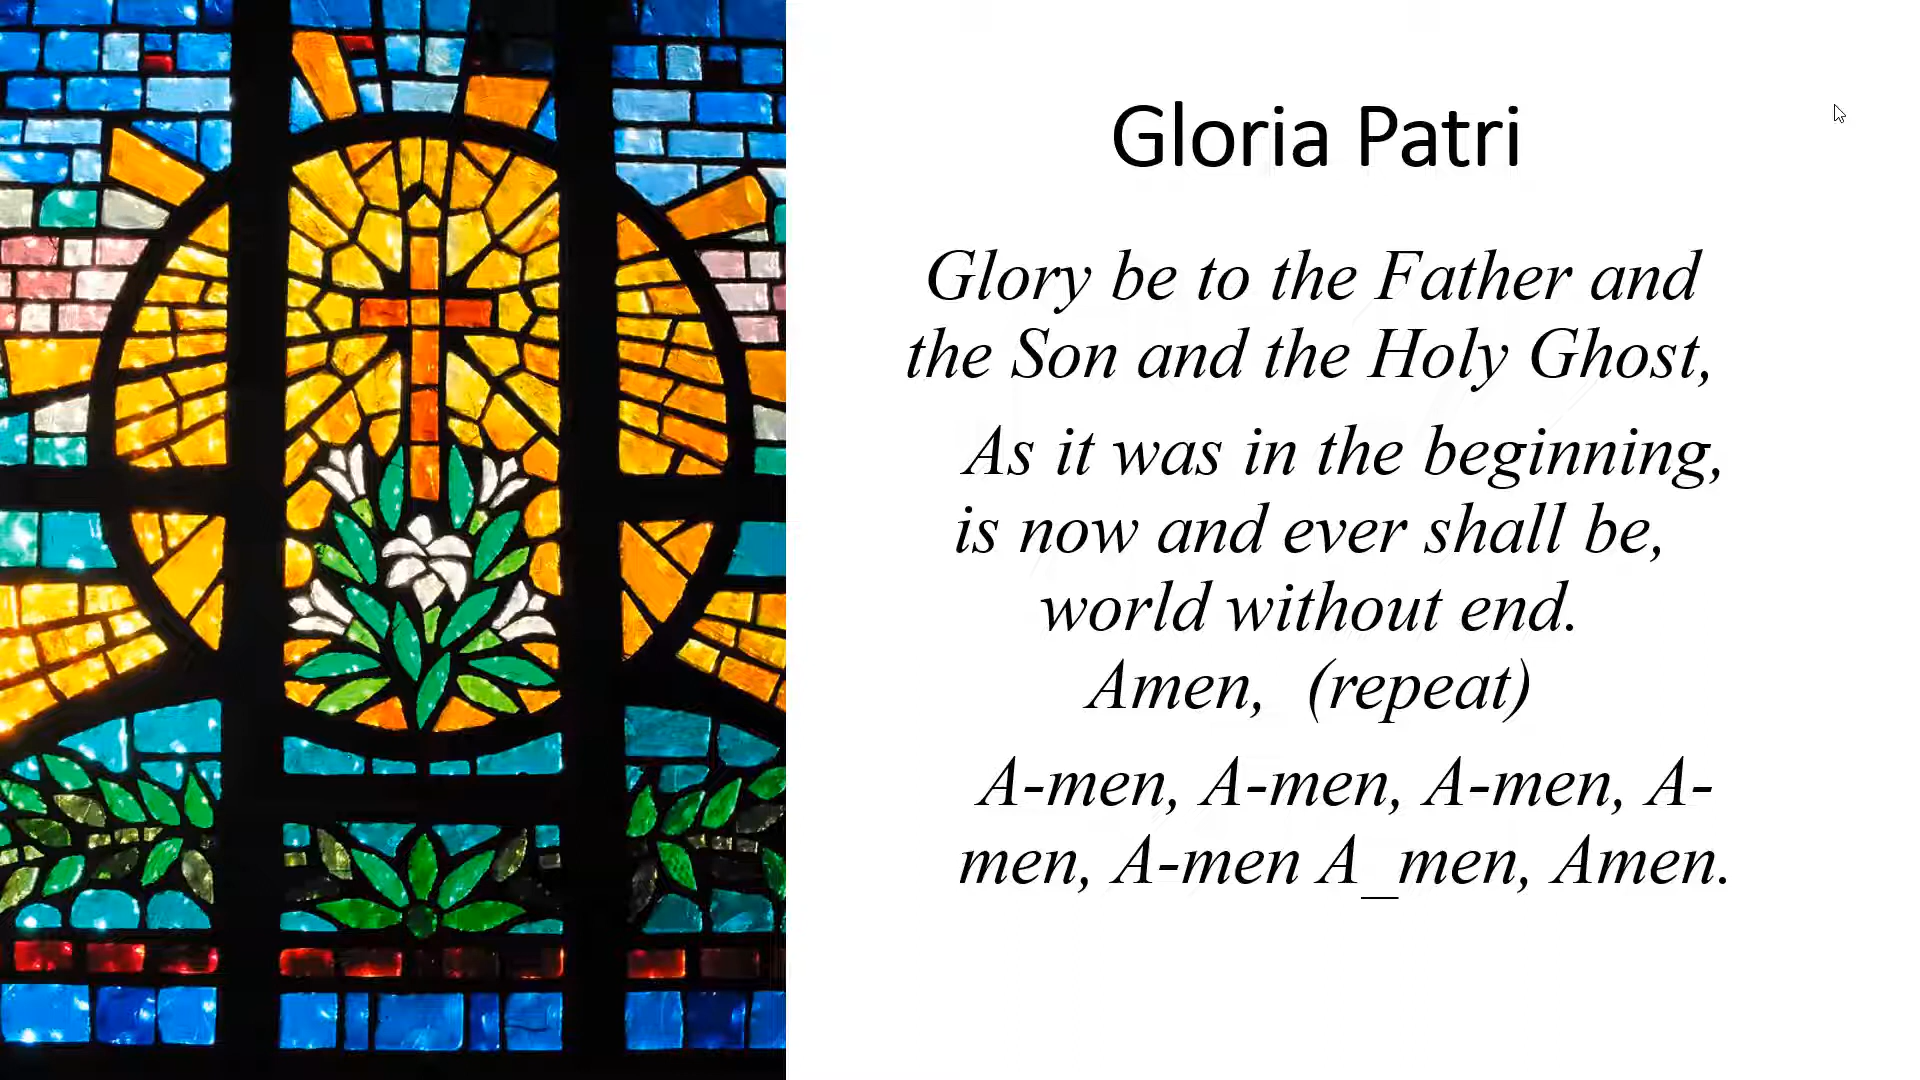 Gloria Patri
Glory be to the Father and
the Son and the Holy Ghost,
As it was in the beginning,
is now and ever shall be,
world without end.
Amen,  (repeat)
A-men, A-men, A-men, A-
men, A-men A_men, Amen.